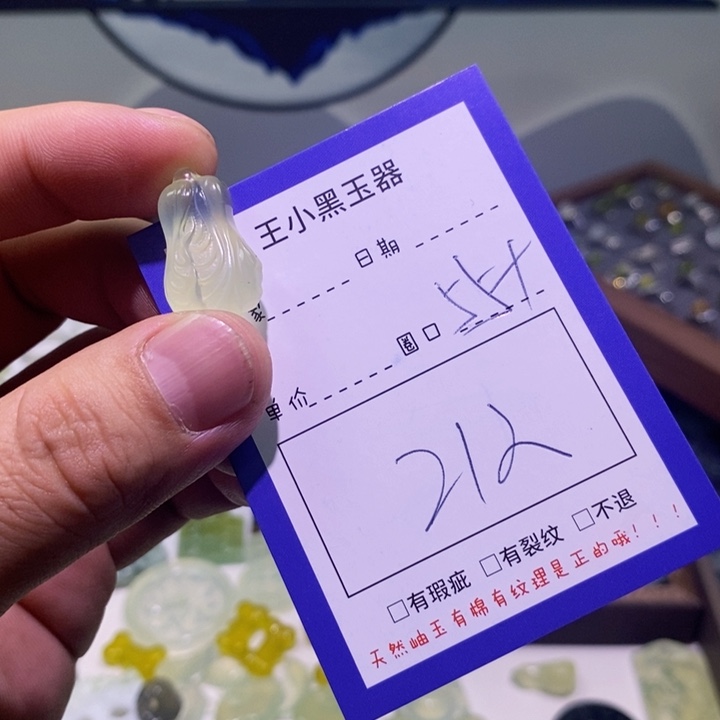 王小黑玉器
日期
554
圈口
单价
212
□有瑕疵 □有裂纹 □不退
天然岫玉有棉有纹理是正的哦！！！